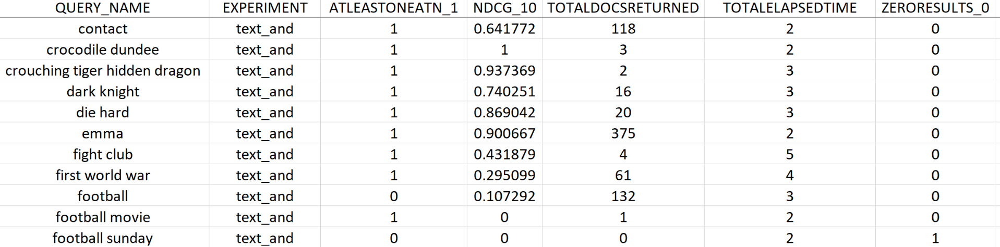 QUERY_NAME EXPERIMENT ATLEASTONEATN_1 NDCG_10 TOTALDOCSRETURNED TOTALELAPSEDTIME ZERORESULTS_0
contact text_and 1 0.641772 118 2 0
crocodile dundee text_and 1 1 3 2 0
crouching tiger hidden dragon text_and 1 0.937369 2 3 0
dark knight text_and 1 0.740251 16 3 0
die hard text_and 1 0.869042 20 3 0
emma text_and 1 0.900667 375 2 0
fight club text_and 1 0.431879 4 5 0
first world war text_and 1 0.295099 61 4 0
football text_and 0 0.107292 132 3 0
football movie text_and 1 0 1 2 0
football sunday text_and 0 0 0 2 1